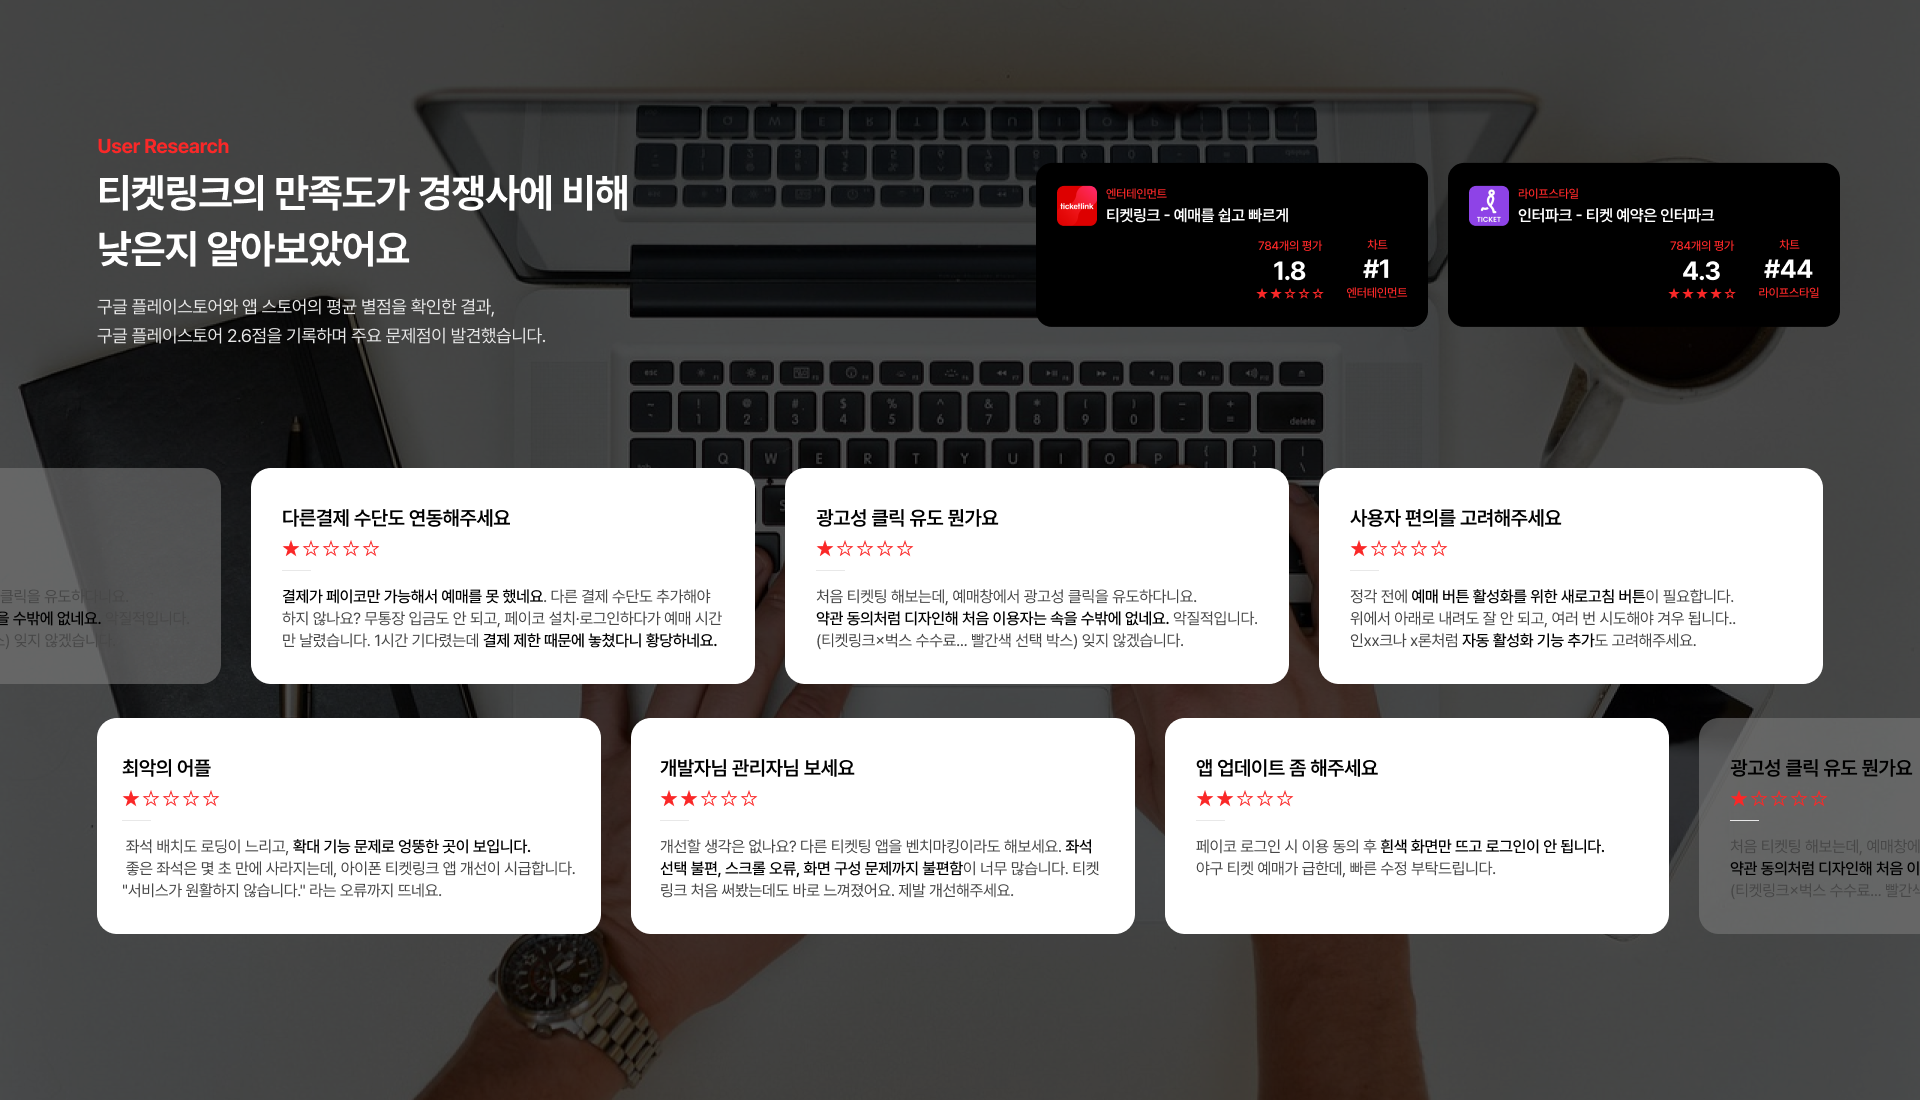 User Research
티켓링크의 만족도가 경쟁사에 비해
낮은지 알아보았어요
구글 플레이스토어와 앱 스토어의 평균 별점을 확인한 결과,
구글 플레이스토어 2.6점을 기록하며 주요 문제점이 발견했습니다.
ticketlink
엔터테인먼트
티켓링크 - 예매를 쉽고 빠르게
784개의 평가
차트
1.8
#1
★★☆☆☆
엔터테인먼트
TICKET
라이프스타일
인터파크 - 티켓 예약은 인터파크
784개의 평가
차트
4.3
#44
★★★★☆
라이프스타일
클릭을 유도하다니요.
을 수밖에 없네요. 악질적입니다.
스) 잊지 않겠습니다.
다른결제 수단도 연동해주세요
★☆☆☆☆
결제가 페이코만 가능해서 예매를 못 했네요. 다른 결제 수단도 추가해야
하지 않나요? 무통장 입금도 안 되고, 페이코 설치·로그인하다가 예매 시간
만 날렸습니다. 1시간 기다렸는데 결제 제한 때문에 놓쳤다니 황당하네요.
광고성 클릭 유도 뭔가요
★☆☆☆☆
처음 티켓팅 해보는데, 예매창에서 광고성 클릭을 유도하다니요.
약관 동의처럼 디자인해 처음 이용자는 속을 수밖에 없네요. 악질적입니다.
(티켓링크×벅스 수수료... 빨간색 선택 박스) 잊지 않겠습니다.
사용자 편의를 고려해주세요
★☆☆☆☆
정각 전에 예매 버튼 활성화를 위한 새로고침 버튼이 필요합니다.
위에서 아래로 내려도 잘 안 되고, 여러 번 시도해야 겨우 됩니다..
인xx크나 x론처럼 자동 활성화 기능 추가도 고려해주세요.
최악의 어플
★☆☆☆☆
좌석 배치도 로딩이 느리고, 확대 기능 문제로 엉뚱한 곳이 보입니다.
좋은 좌석은 몇 초 만에 사라지는데, 아이폰 티켓링크 앱 개선이 시급합니다.
"서비스가 원활하지 않습니다." 라는 오류까지 뜨네요.
개발자님 관리자님 보세요
★★☆☆☆
개선할 생각은 없나요? 다른 티켓팅 앱을 벤치마킹이라도 해보세요. 좌석
선택 불편, 스크롤 오류, 화면 구성 문제까지 불편함이 너무 많습니다. 티켓
링크 처음 써봤는데도 바로 느껴졌어요. 제발 개선해주세요.
앱 업데이트 좀 해주세요
★★☆☆☆
페이코 로그인 시 이용 동의 후 흰색 화면만 뜨고 로그인이 안 됩니다.
야구 티켓 예매가 급한데, 빠른 수정 부탁드립니다.
광고성 클릭 유도 뭔가요
★☆☆☆☆
처음 티켓팅 해보는데, 예매창에
약관 동의처럼 디자인해 처음 이
(티켓링크×벅스 수수료... 빨간색